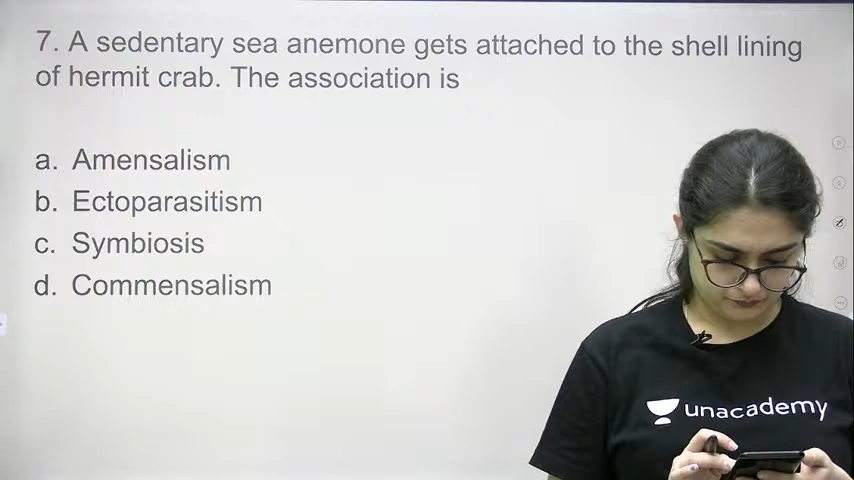 7. A sedentary sea anemone gets attached to the shell lining
of hermit crab. The association is
a. Amensalism
b. Ectoparasitism
c. Symbiosis
d. Commensalism
unacademy